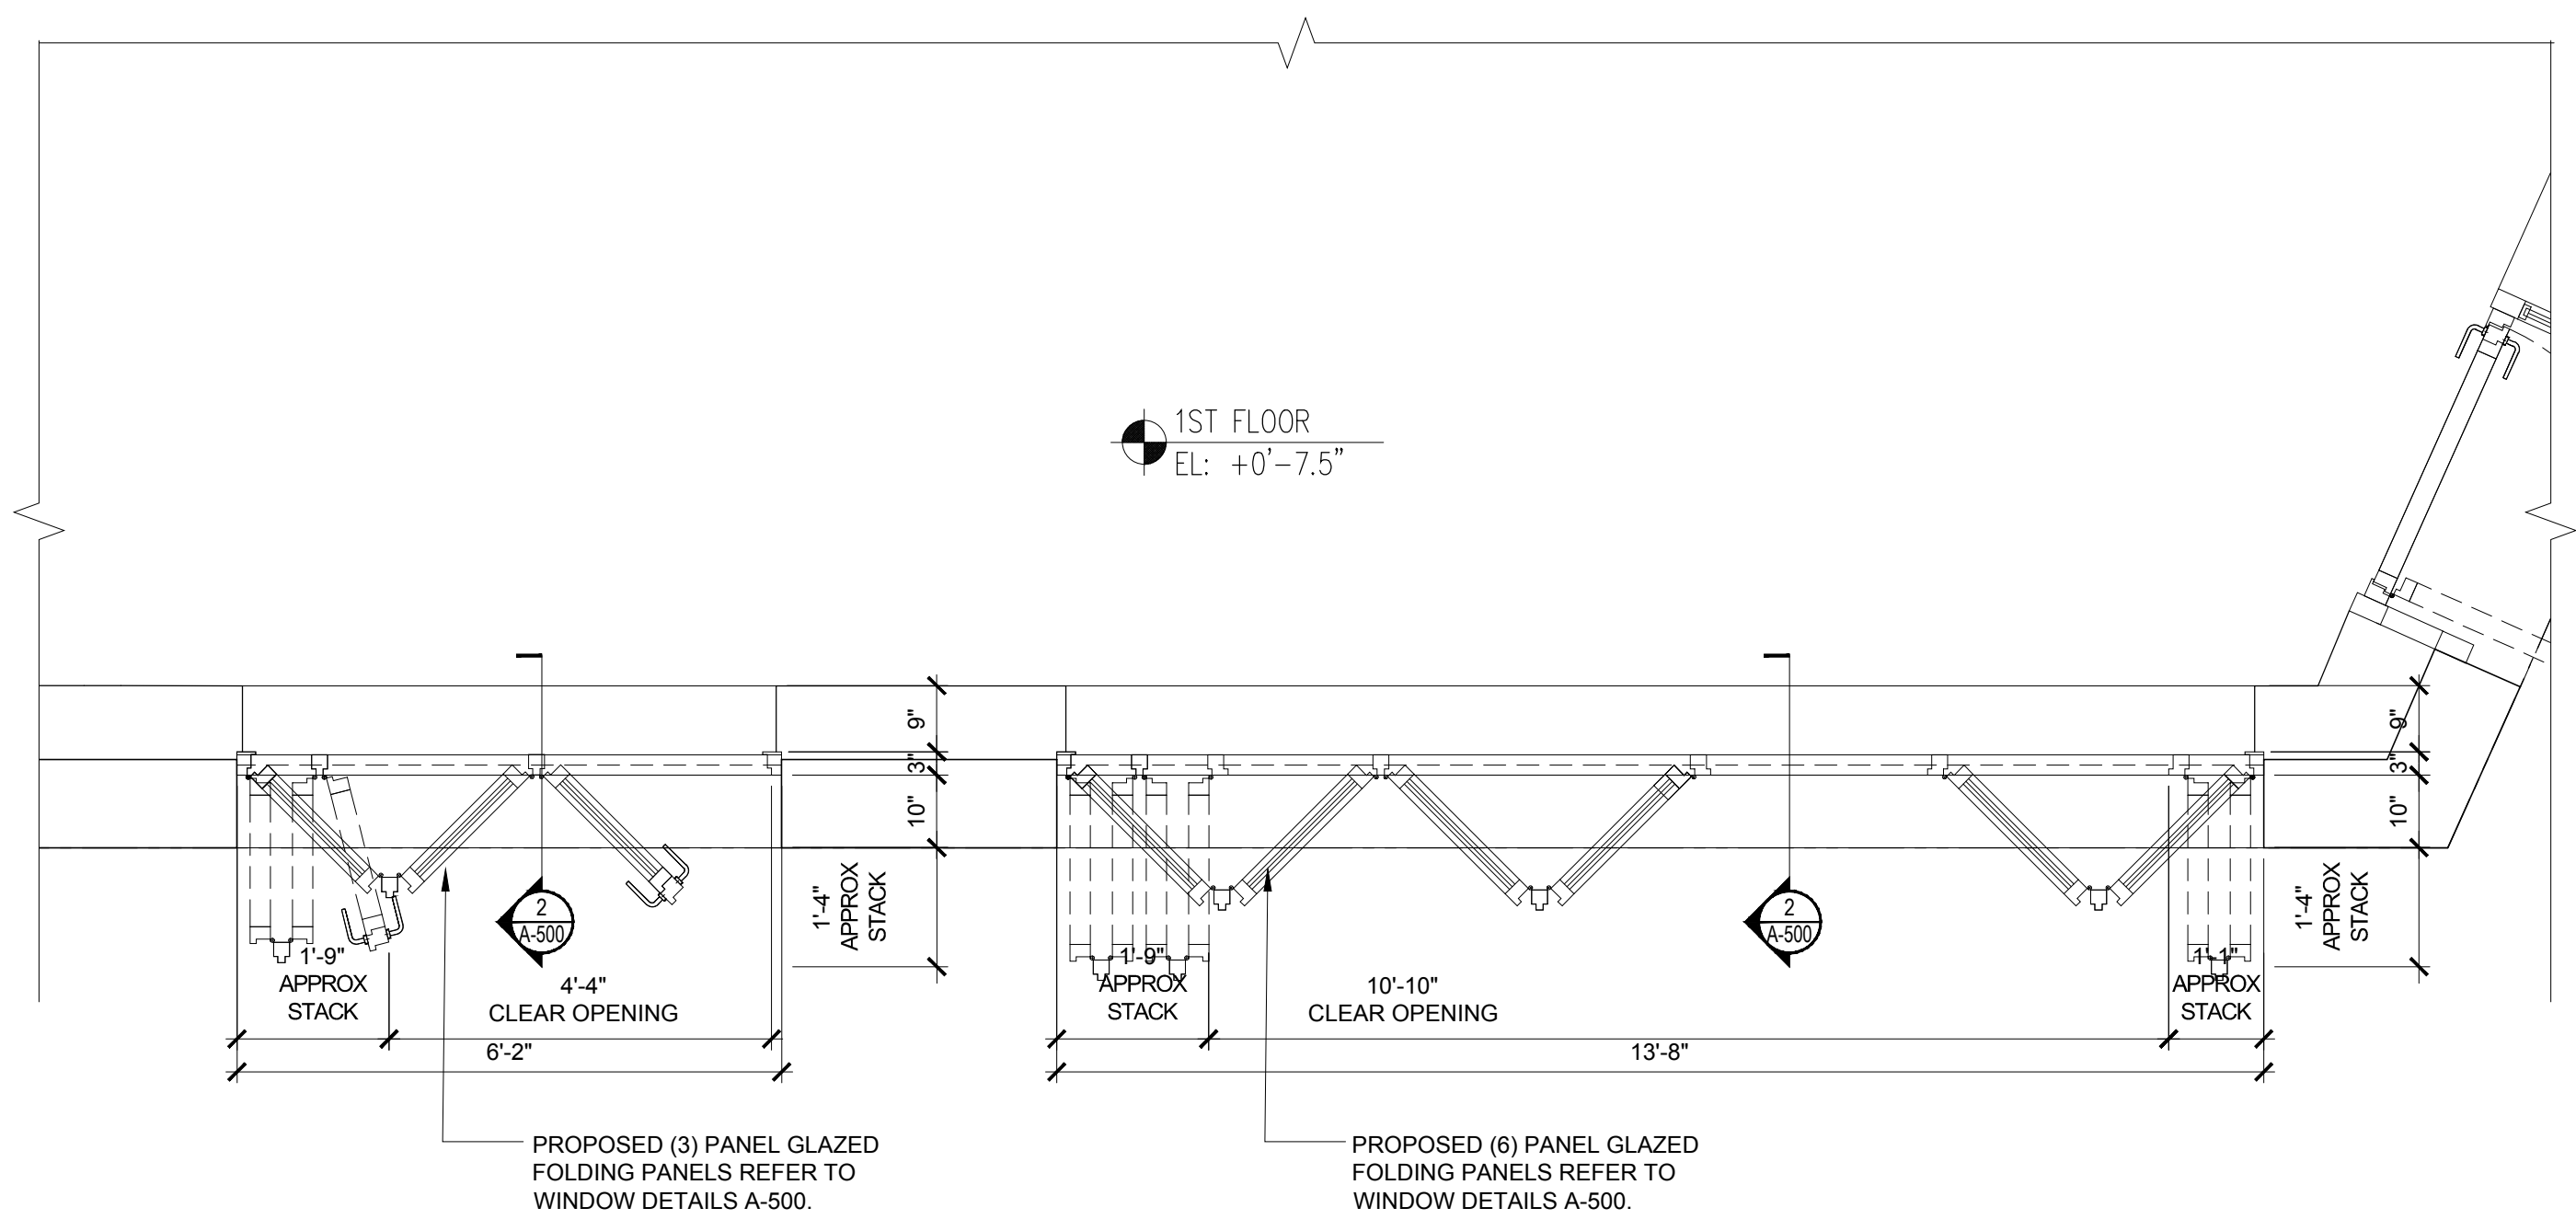 1ST FLOOR
EL: +0'-7.5"
9"
3"
10"
1'-4"
APPROX
STACK
9"
3"
10"
1'-4"
APPROX
STACK
2
A-500
2
A-500
1'-9"
APPROX
STACK
4'-4"
CLEAR OPENING
6'-2"
1'-9"
APPROX
STACK
10'-10"
CLEAR OPENING
1'-1"
APPROX
STACK
13'-8"
PROPOSED (3) PANEL GLAZED
FOLDING PANELS REFER TO
WINDOW DETAILS A-500.
PROPOSED (6) PANEL GLAZED
FOLDING PANELS REFER TO
WINDOW DETAILS A-500.